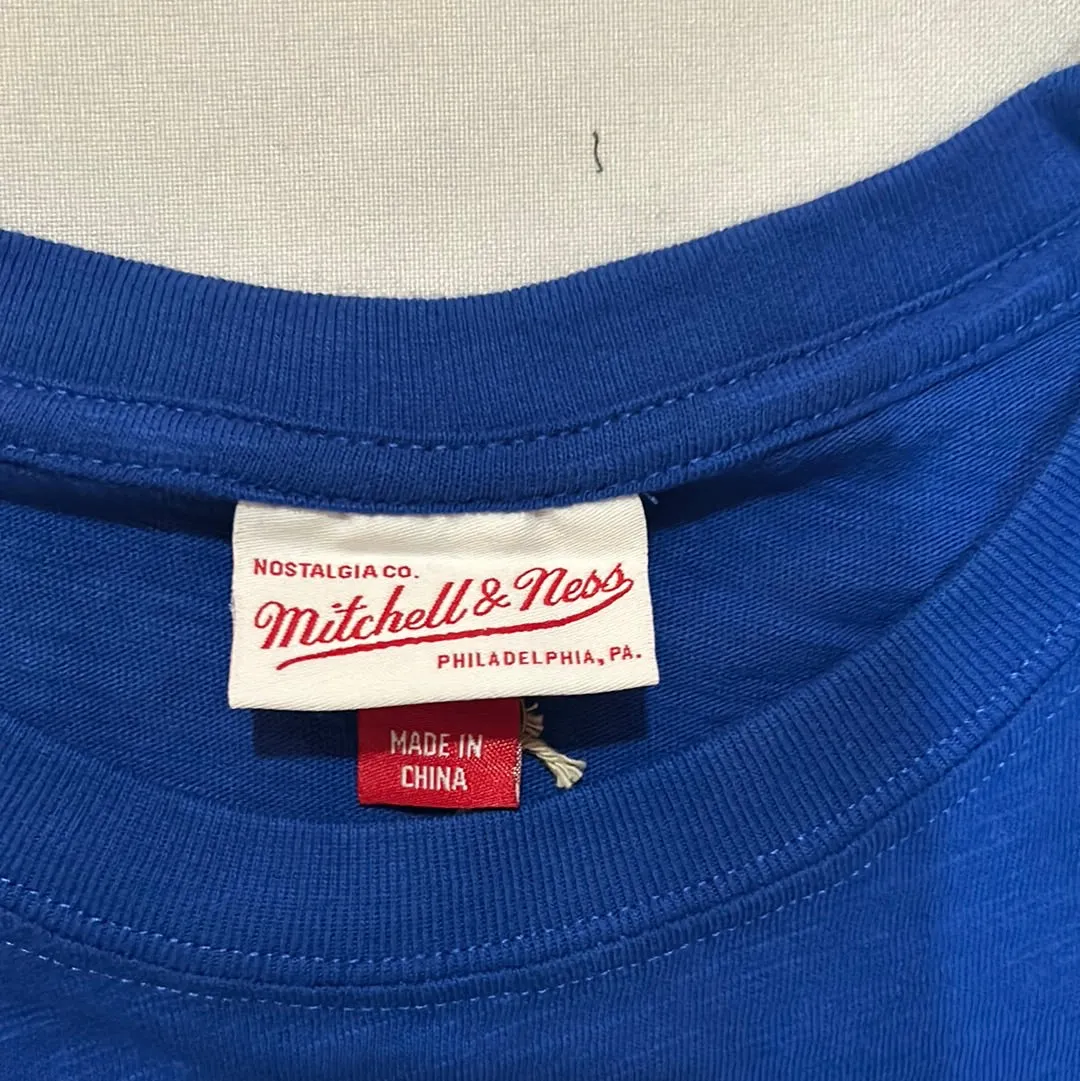 NOSTALGIA CO.
Mitchell & Ness
PHILADELPHIA, PA.
MADE IN
CHINA